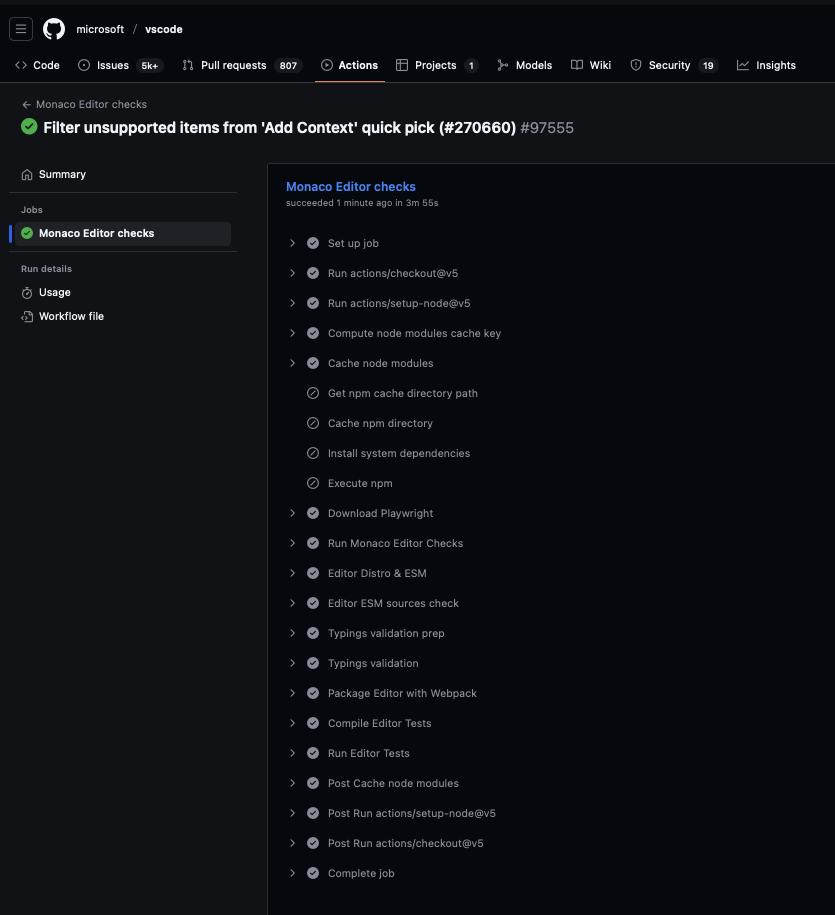 microsoft / vscode
Code Issues 5k+ Pull requests 807 Actions Projects 1 Models Wiki Security 19 Insights
← Monaco Editor checks
Filter unsupported items from 'Add Context' quick pick (#270660) #97555
Summary
Jobs
Monaco Editor checks
Run details
Usage
Workflow file
Monaco Editor checks
succeeded 1 minute ago in 3m 55s
Set up job
Run actions/checkout@v5
Run actions/setup-node@v5
Compute node modules cache key
Cache node modules
Get npm cache directory path
Cache npm directory
Install system dependencies
Execute npm
Download Playwright
Run Monaco Editor Checks
Editor Distro & ESM
Editor ESM sources check
Typings validation prep
Typings validation
Package Editor with Webpack
Compile Editor Tests
Run Editor Tests
Post Cache node modules
Post Run actions/setup-node@v5
Post Run actions/checkout@v5
Complete job